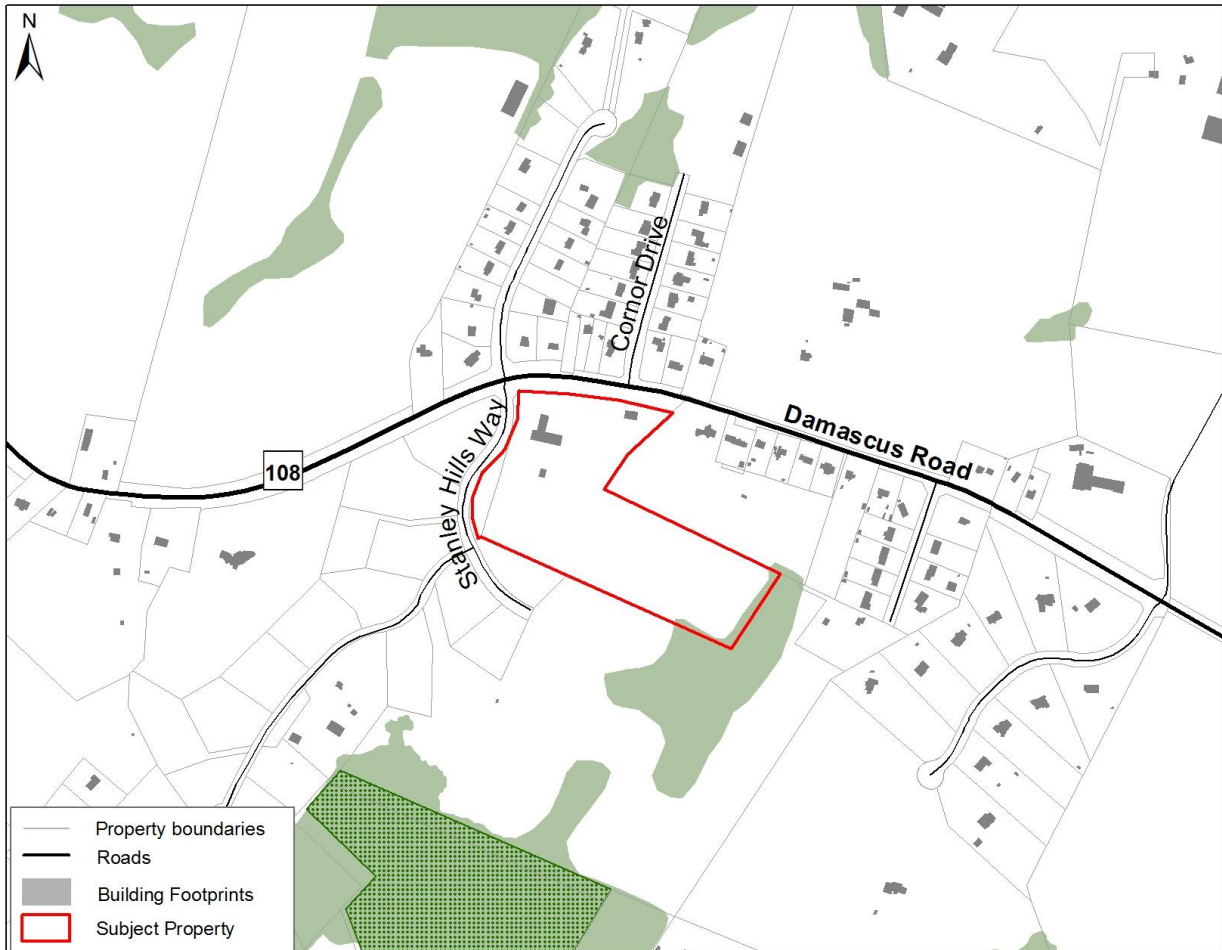 N
Cornor Drive
Damascus Road
Stanley Hills Way
108
Property boundaries
Roads
Building Footprints
Subject Property